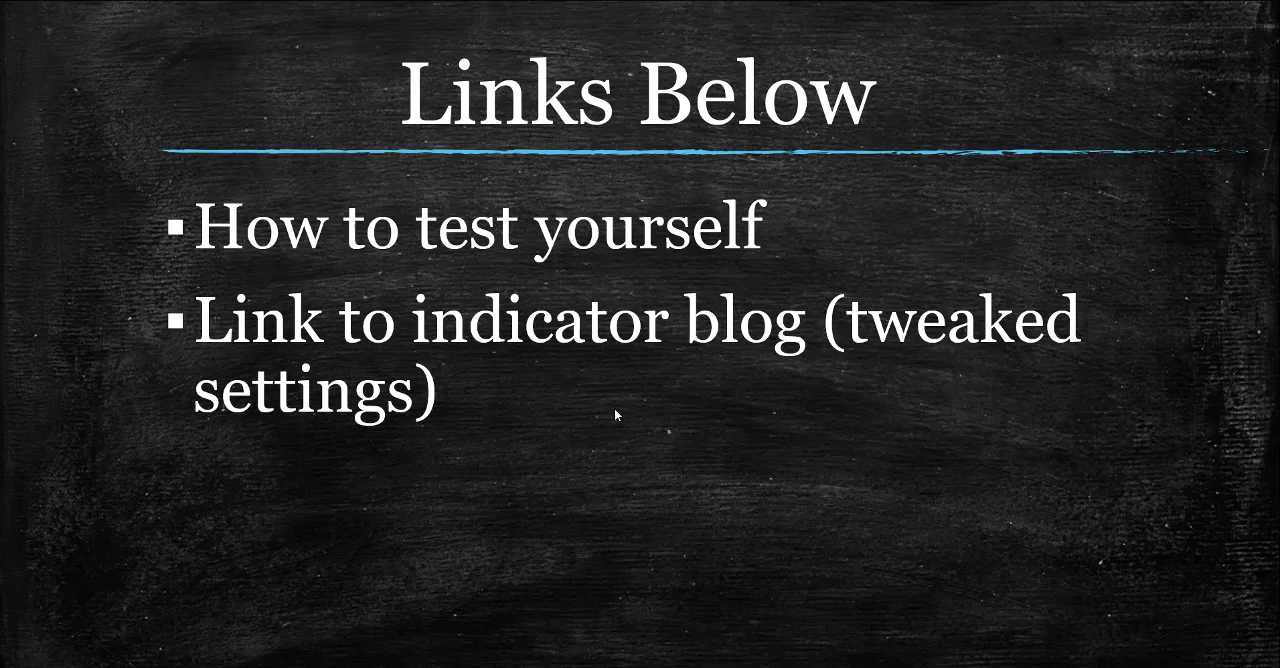 Links Below
▪ How to test yourself
▪ Link to indicator blog (tweaked
settings)